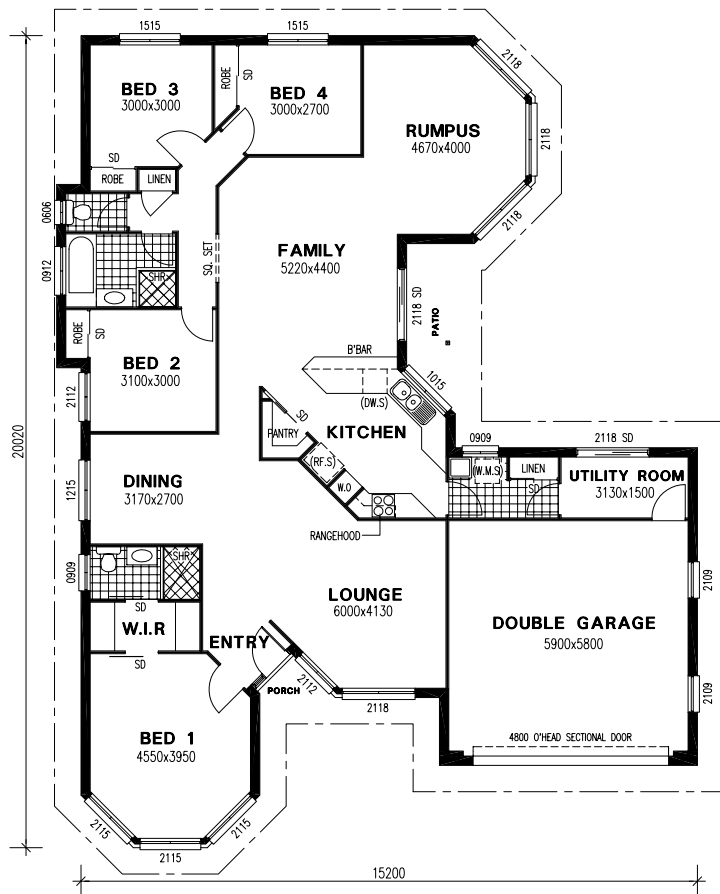 1515
1515
2118
BED 3
3000x3000
ROBE
SD
BED 4
3000x2700
RUMPUS
4670x4000
2118
SD
ROBE
LINEN
2118
0606
0912
SHR
SQ. SET
FAMILY
5220x4400
2118 SD
PATIO
ROBE
SD
BED 2
3100x3000
2112
B'BAR
(DW.S)
1015
SD
PANTRY
KITCHEN
(RF.S)
W.O
RANGEHOOD
0909
(W.M.S)
LINEN
SD
2118 SD
UTILITY ROOM
3130x1500
20020
1215
DINING
3170x2700
0909
SHR
SD
W.I.R
SD
ENTRY
LOUNGE
6000x4130
PORCH
2112
2118
DOUBLE GARAGE
5900x5800
2109
2109
4800 O'HEAD SECTIONAL DOOR
BED 1
4550x3950
2115
2115
2115
15200